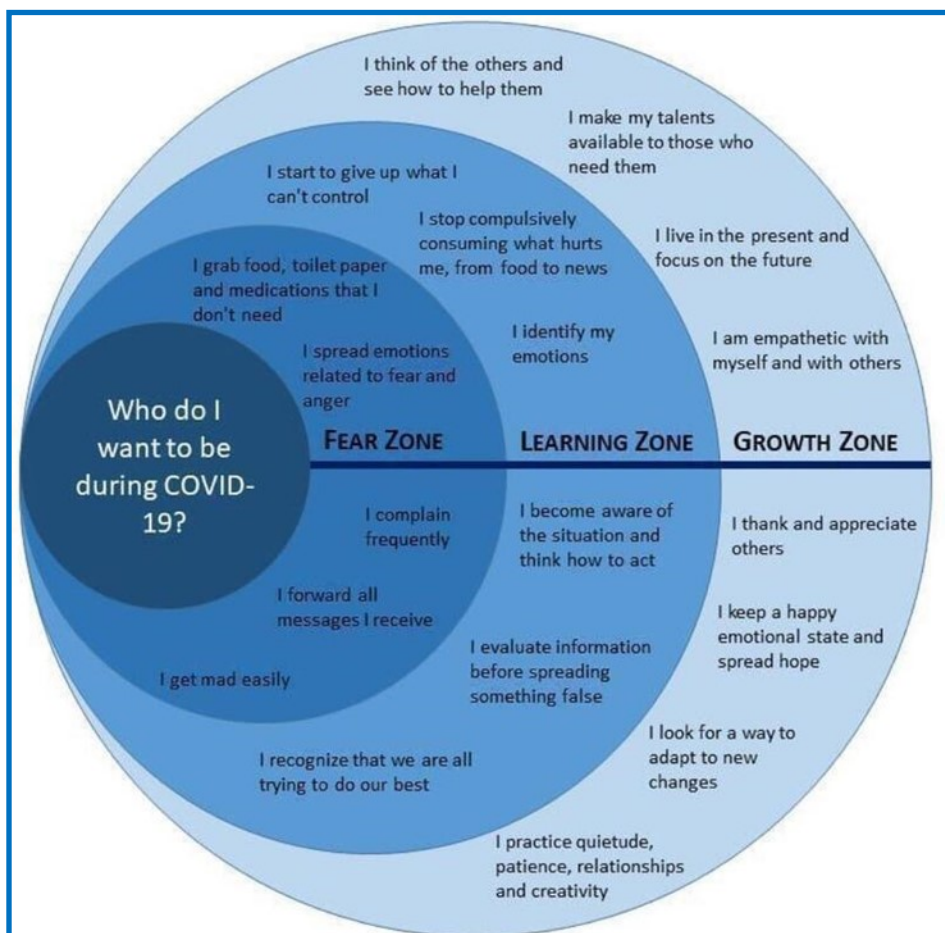 I think of the others and
see how to help them
I make my talents
available to those who
need them
I start to give up what I
can't control
I stop compulsively
consuming what hurts
me, from food to news
I live in the present and
focus on the future
I grab food, toilet paper
and medications that I
don't need
I identify my
emotions
I am empathetic with
myself and with others
I spread emotions
related to fear and
anger
Who do I
want to be
during COVID-
19?
FEAR ZONE
LEARNING ZONE
GROWTH ZONE
I complain
frequently
I become aware of
the situation and
think how to act
I thank and appreciate
others
I forward all
messages I receive
I keep a happy
emotional state and
spread hope
I get mad easily
I evaluate information
before spreading
something false
I recognize that we are all
trying to do our best
I look for a way to
adapt to new
changes
I practice quietude,
patience, relationships
and creativity